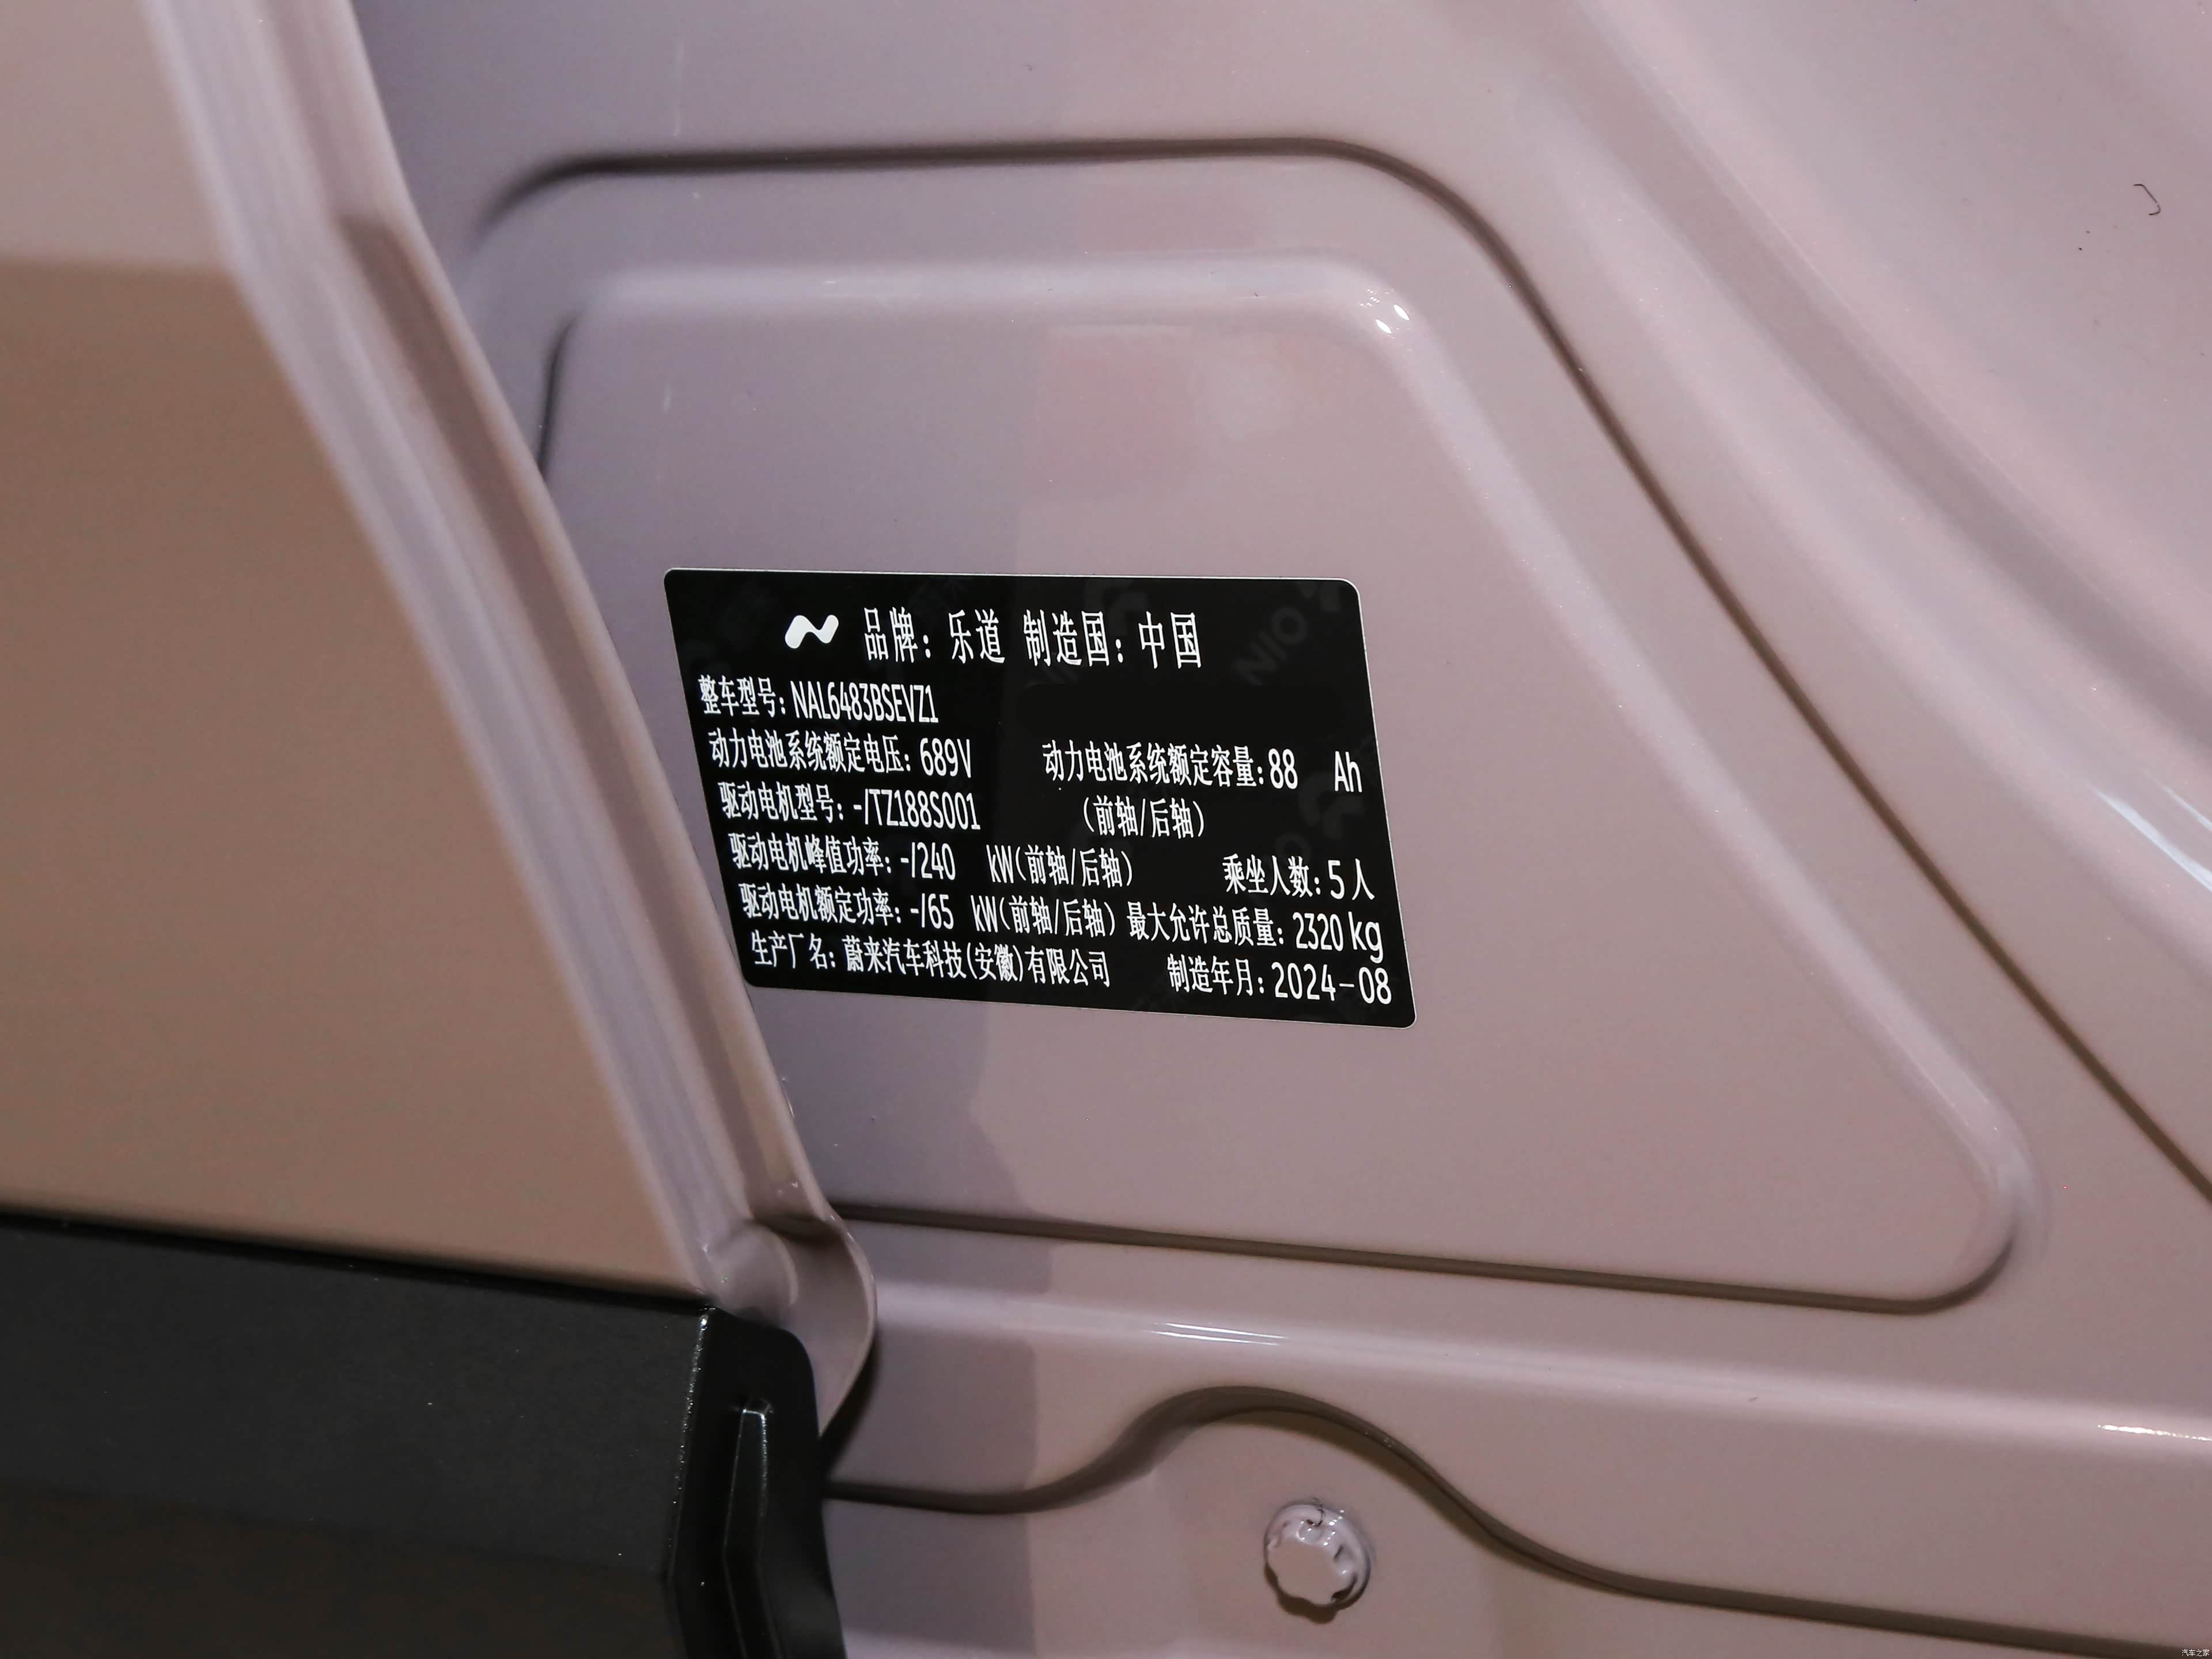 品牌：乐道 制造国：中国
整车型号：NAL6483BSEVZ1
动力电池系统额定电压：689V 动力电池系统额定容量：88 Ah
驱动电机型号：-/TZ188S001 （前轴/后轴）
驱动电机峰值功率：-/240 kW（前轴/后轴） 乘坐人数：5人
驱动电机额定功率：-/65 kW（前轴/后轴） 最大允许总质量：2320 kg
生产厂名：蔚来汽车科技（安徽）有限公司 制造年月：2024-08
NIO
汽车之家